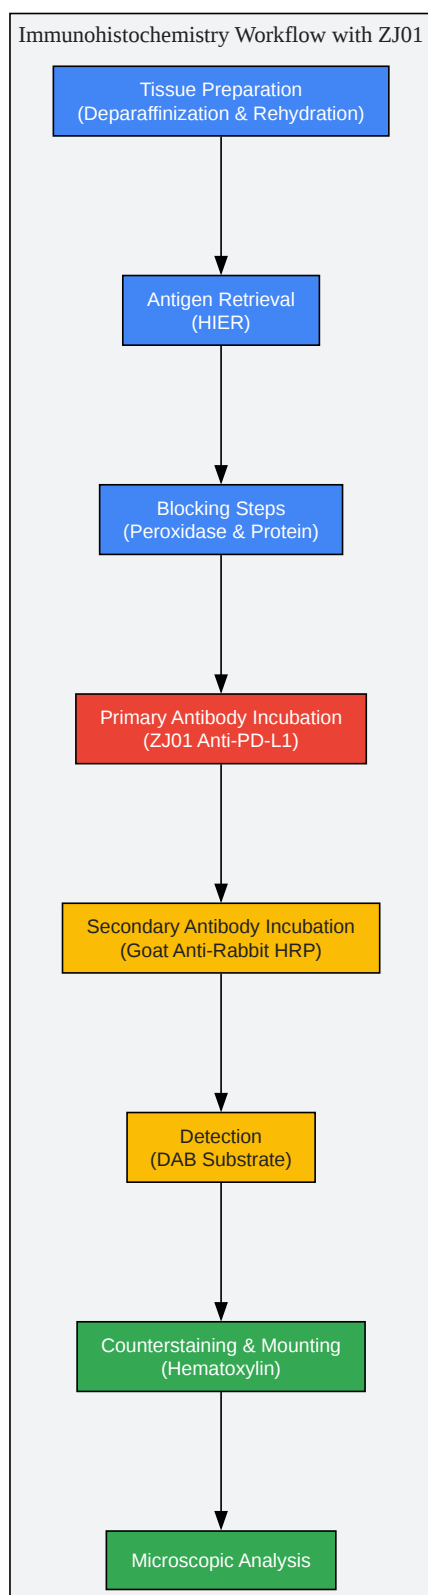 Immunohistochemistry Workflow with ZJ01
Tissue Preparation
(Deparaffinization & Rehydration)
Antigen Retrieval
(HIER)
Blocking Steps
(Peroxidase & Protein)
Primary Antibody Incubation
(ZJ01 Anti-PD-L1)
Secondary Antibody Incubation
(Goat Anti-Rabbit HRP)
Detection
(DAB Substrate)
Counterstaining & Mounting
(Hematoxylin)
Microscopic Analysis